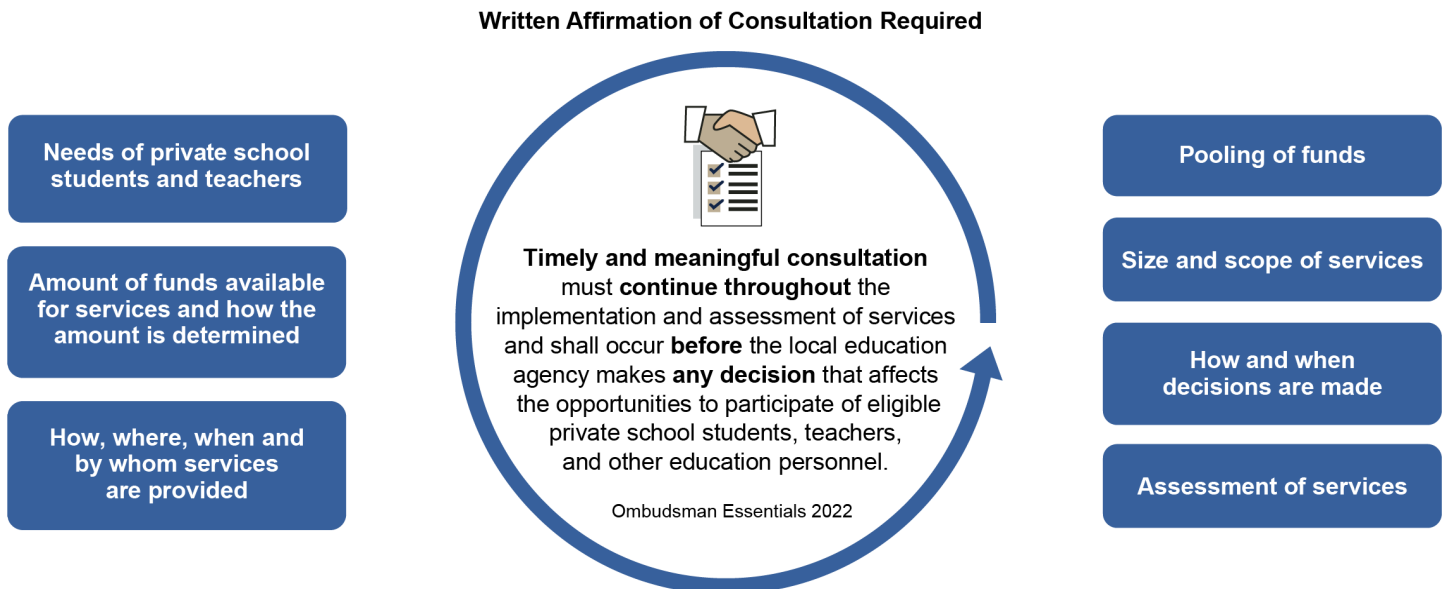 Written Affirmation of Consultation Required
Needs of private school
students and teachers
Amount of funds available
for services and how the
amount is determined
How, where, when and
by whom services
are provided
Timely and meaningful consultation
must continue throughout the
implementation and assessment of services
and shall occur before the local education
agency makes any decision that affects
the opportunities to participate of eligible
private school students, teachers,
and other education personnel.
Ombudsman Essentials 2022
Pooling of funds
Size and scope of services
How and when
decisions are made
Assessment of services